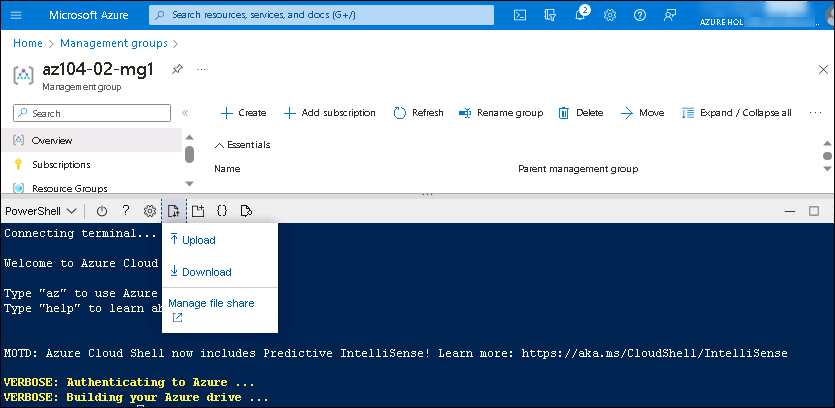 Microsoft Azure
Search resources, services, and docs (G+/)
2
AZURE HOL
Home > Management groups >
az104-02-mg1
Management group
Search
Create
Add subscription
Refresh
Rename group
Delete
Move
Expand / Collapse all
Overview
Subscriptions
Resource Groups
Essentials
Name
Parent management group
PowerShell
?
{}
Upload
Download
Manage file share
Connecting terminal...
Welcome to Azure Cloud
Type "az" to use Azure
Type "help" to learn ab
MOTD: Azure Cloud Shell now includes Predictive IntelliSense! Learn more: https://aka.ms/CloudShell/IntelliSense
VERBOSE: Authenticating to Azure ...
VERBOSE: Building your Azure drive ...